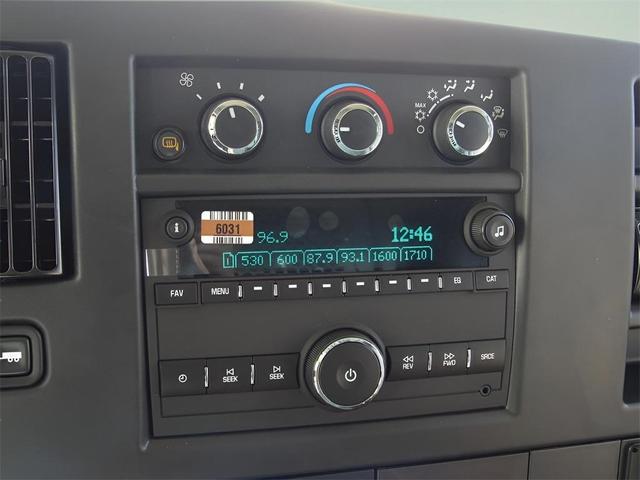 MAX
i
6031
96.9
12:46
1 530 600 87.9 93.1 1600 1710
FAV MENU EQ CAT
SEEK SEEK REV FWD SRCE